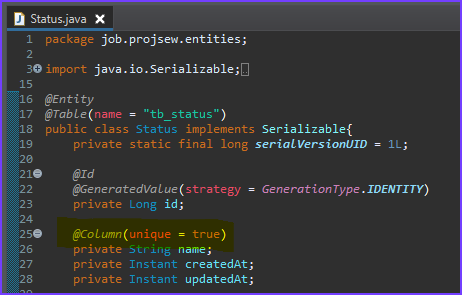 Status.java
1 package job.projsew.entities;
2
3 import java.io.Serializable;
15
16 @Entity
17 @Table(name = "tb_status")
18 public class Status implements Serializable{
19 private static final long serialVersionUID = 1L;
20
21 @Id
22 @GeneratedValue(strategy = GenerationType.IDENTITY)
23 private Long id;
24
25 @Column(unique = true)
26 private String name;
27 private Instant createdAt;
28 private Instant updatedAt;